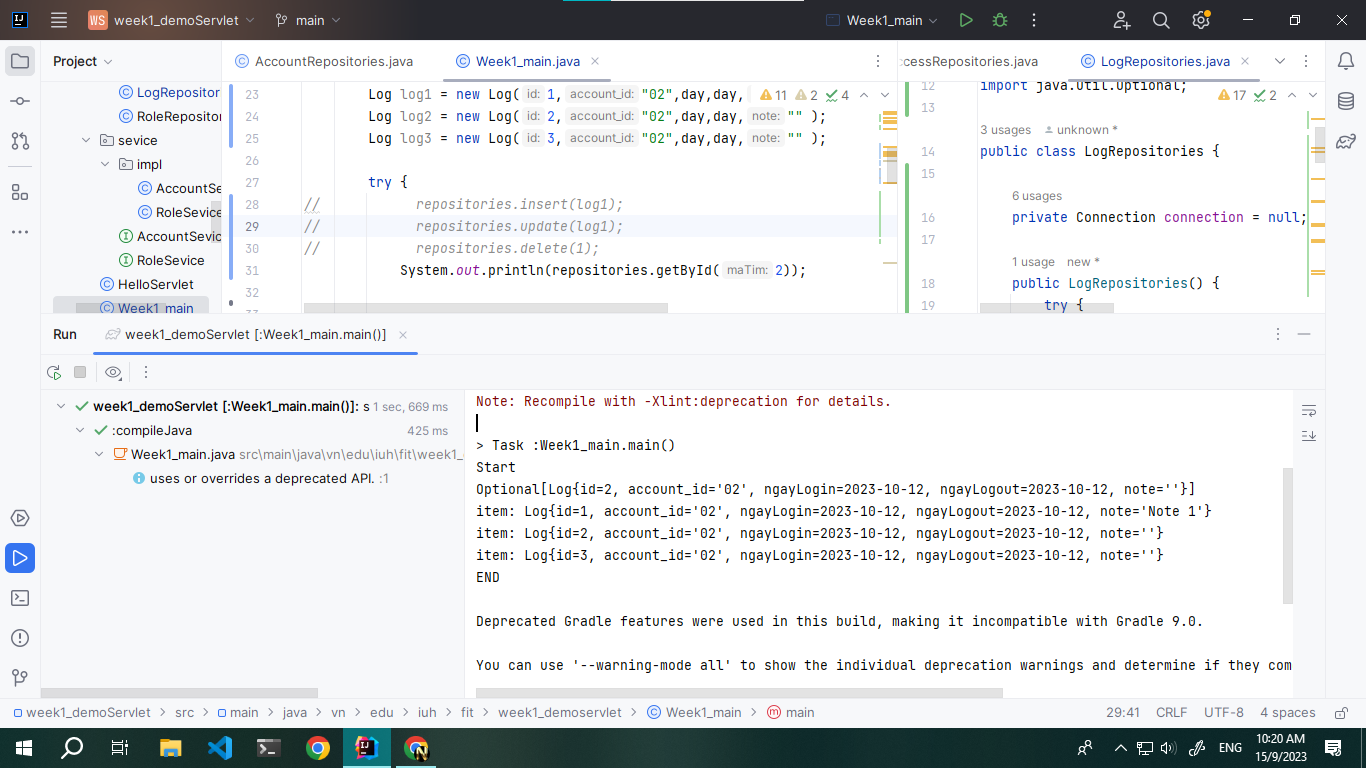 WS week1_demoServlet main Week1_main
Project
LogRepositor
RoleRepositor
sevice
impl
AccountSe
RoleSevice
AccountSevic
RoleSevice
HelloServlet
Week1_main
AccountRepositories.java Week1_main.java
11 2 4
23 Log log1 = new Log( id: 1, account_id: "02",day,day,
24 Log log2 = new Log( id: 2, account_id: "02",day,day, note: "" );
25 Log log3 = new Log( id: 3, account_id: "02",day,day, note: "" );
26
27 try {
28 // repositories.insert(log1);
29 // repositories.update(log1);
30 // repositories.delete(1);
31 System.out.println(repositories.getById( maTim: 2));
32
cessRepositories.java LogRepositories.java
17 2
12 import java.util.Optional;
13
3 usages unknown *
14 public class LogRepositories {
15
6 usages
16 private Connection connection = null;
17
1 usage new *
18 public LogRepositories() {
19 try {
Run week1_demoServlet [:Week1_main.main()]
week1_demoServlet [:Week1_main.main()]: s 1 sec, 669 ms
:compileJava 425 ms
Week1_main.java src\main\java\vn\edu\iuh\fit\week1_
uses or overrides a deprecated API. :1
Note: Recompile with -Xlint:deprecation for details.
> Task :Week1_main.main()
Start
Optional[Log{id=2, account_id='02', ngayLogin=2023-10-12, ngayLogout=2023-10-12, note=''}]
item: Log{id=1, account_id='02', ngayLogin=2023-10-12, ngayLogout=2023-10-12, note='Note 1'}
item: Log{id=2, account_id='02', ngayLogin=2023-10-12, ngayLogout=2023-10-12, note=''}
item: Log{id=3, account_id='02', ngayLogin=2023-10-12, ngayLogout=2023-10-12, note=''}
END
Deprecated Gradle features were used in this build, making it incompatible with Gradle 9.0.
You can use '--warning-mode all' to show the individual deprecation warnings and determine if they com
week1_demoServlet > src > main > java > vn > edu > iuh > fit > week1_demoservlet > Week1_main > main 29:41 CRLF UTF-8 4 spaces
ENG 10:20 AM
15/9/2023